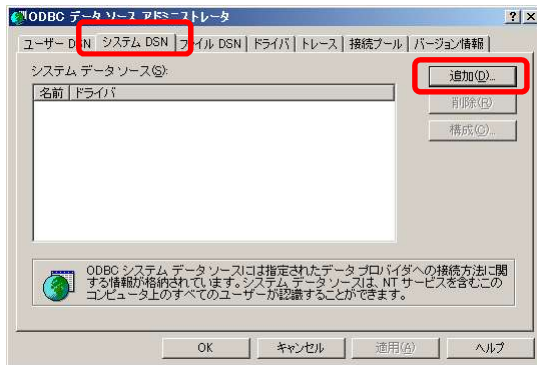 ODBC データ ソース アドミニストレータ
ユーザー DSN システム DSN ファイル DSN ドライバ トレース 接続プール バージョン情報
システム データ ソース(S):
追加(D)...
名前 ドライバ
削除(R)
構成(C)...
ODBC システム データ ソースには指定されたデータ プロバイダへの接続方法に関
する情報が格納されています。システム データ ソースは、NT サービスを含むこの
コンピュータ上のすべてのユーザーが認識することができます。
OK キャンセル 適用(A) ヘルプ